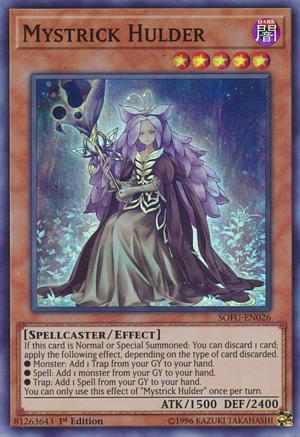 Mystrick Hulder
DARK
闇
SOFU-EN026
[Spellcaster/Effect]
If this card is Normal or Special Summoned: You can discard 1 card;
apply the following effect, depending on the type of card discarded.
● Monster: Add 1 Trap from your GY to your hand.
● Spell: Add 1 monster from your GY to your hand.
● Trap: Add 1 Spell from your GY to your hand.
You can only use this effect of "Mystrick Hulder" once per turn.
ATK/1500 DEF/2400
81263643 1st Edition ©1996 KAZUKI TAKAHASHI